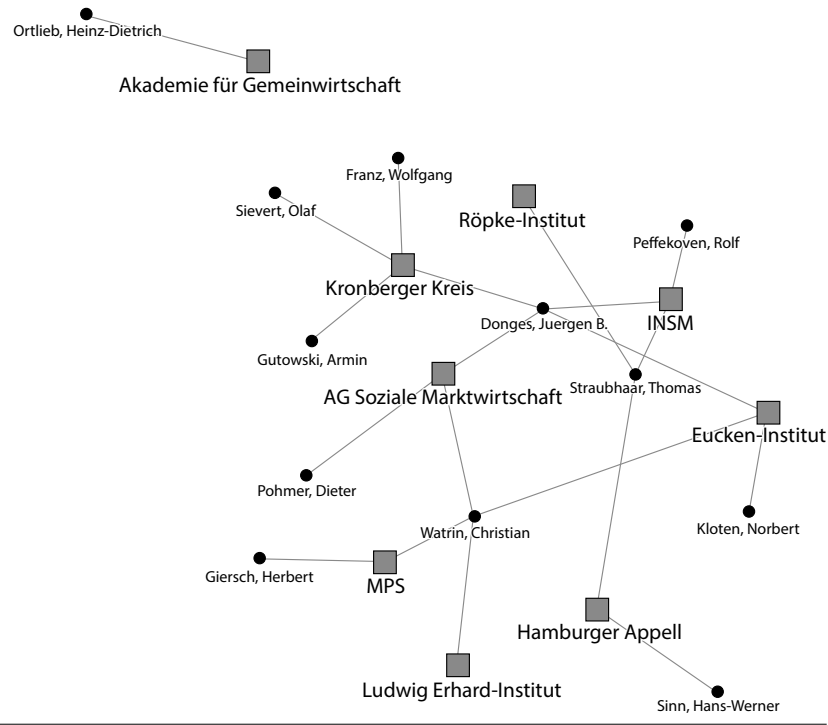 Ortlieb, Heinz-Dietrich
Akademie für Gemeinwirtschaft
Franz, Wolfgang
Sievert, Olaf
Röpke-Institut
Peffekoven, Rolf
Kronberger Kreis
Donges, Juergen B.
INSM
Gutowski, Armin
Straubhaar, Thomas
AG Soziale Marktwirtschaft
Eucken-Institut
Pohmer, Dieter
Kloten, Norbert
Watrin, Christian
Giersch, Herbert
MPS
Hamburger Appell
Ludwig Erhard-Institut
Sinn, Hans-Werner